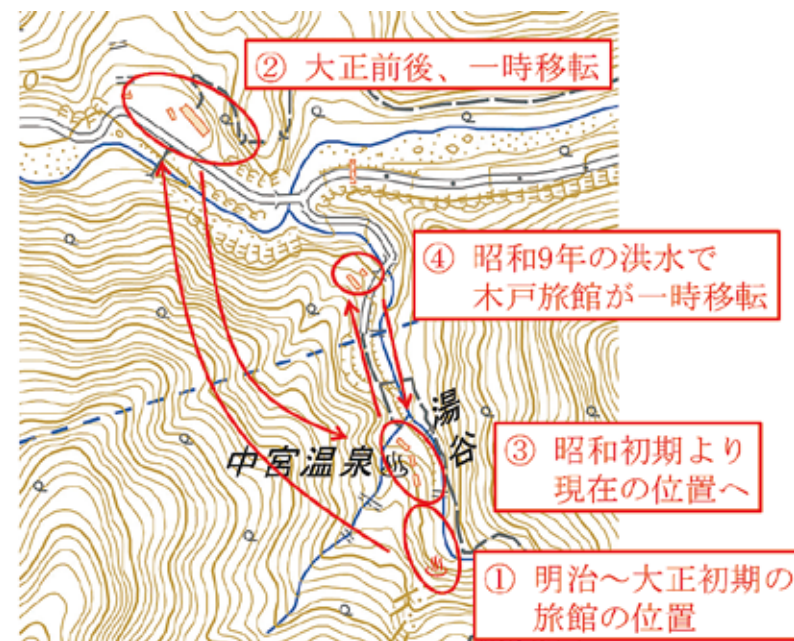 ② 大正前後、一時移転
④ 昭和9年の洪水で
木戸旅館が一時移転
湯谷
中宮温泉
③ 昭和初期より
現在の位置へ
① 明治～大正初期の
旅館の位置